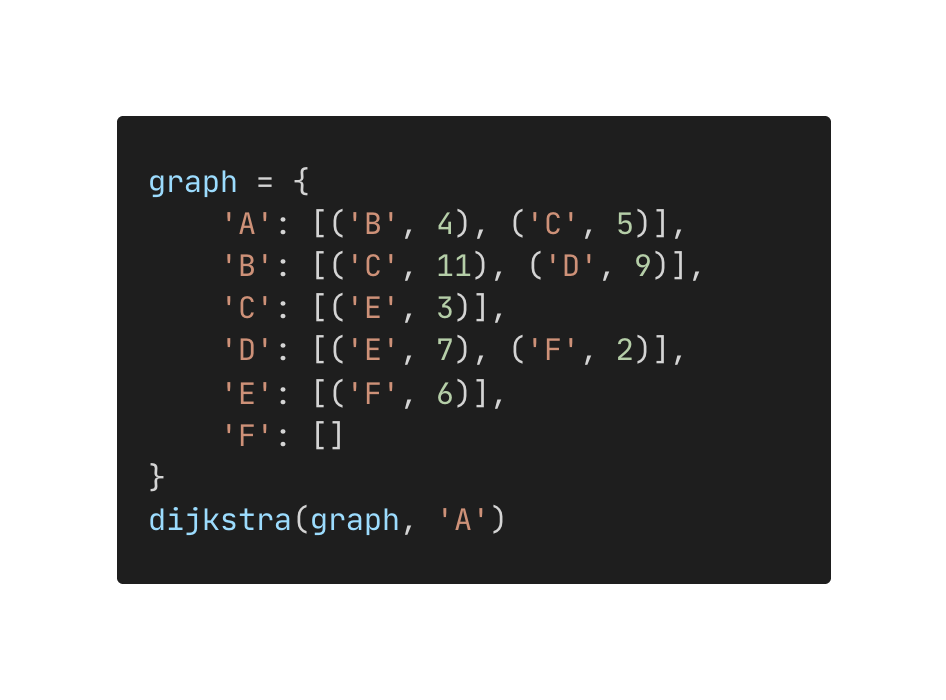 graph = {
    'A': [('B', 4), ('C', 5)],
    'B': [('C', 11), ('D', 9)],
    'C': [('E', 3)],
    'D': [('E', 7), ('F', 2)],
    'E': [('F', 6)],
    'F': []
}
dijkstra(graph, 'A')